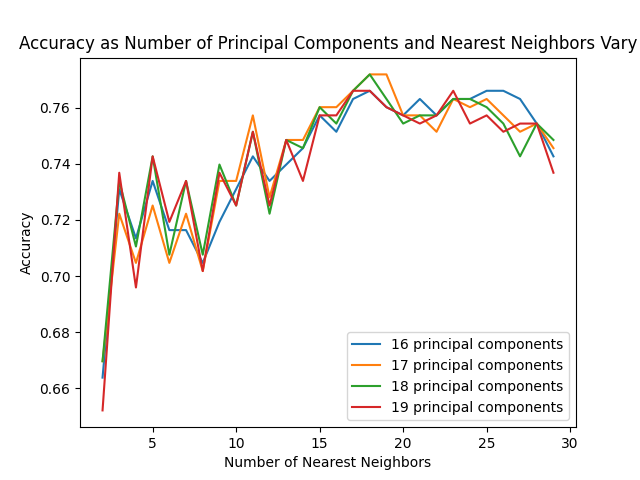 Accuracy as Number of Principal Components and Nearest Neighbors Vary
0.76
0.74
0.72
0.70
0.68
0.66
Accuracy
5
10
15
20
25
30
Number of Nearest Neighbors
16 principal components
17 principal components
18 principal components
19 principal components